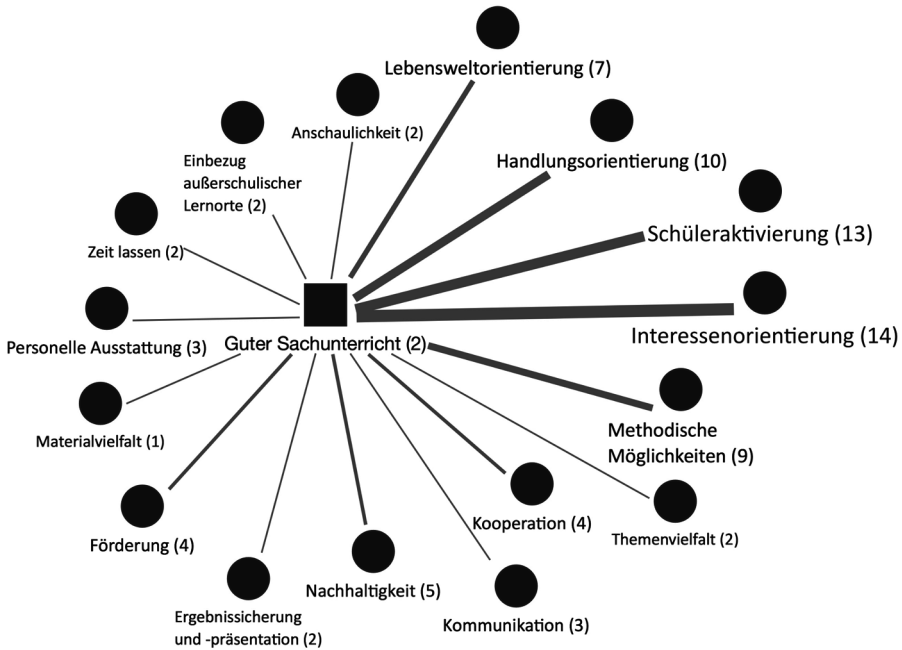 Lebensweltorientierung (7)
Anschaulichkeit (2)
Einbezug
außerschulischer
Lernorte (2)
Handlungsorientierung (10)
Schüleraktivierung (13)
Zeit lassen (2)
Interessenorientierung (14)
Guter Sachunterricht (2)
Personelle Ausstattung (3)
Materialvielfalt (1)
Methodische
Möglichkeiten (9)
Kooperation (4)
Themenvielfalt (2)
Förderung (4)
Nachhaltigkeit (5)
Ergebnissicherung
und -präsentation (2)
Kommunikation (3)